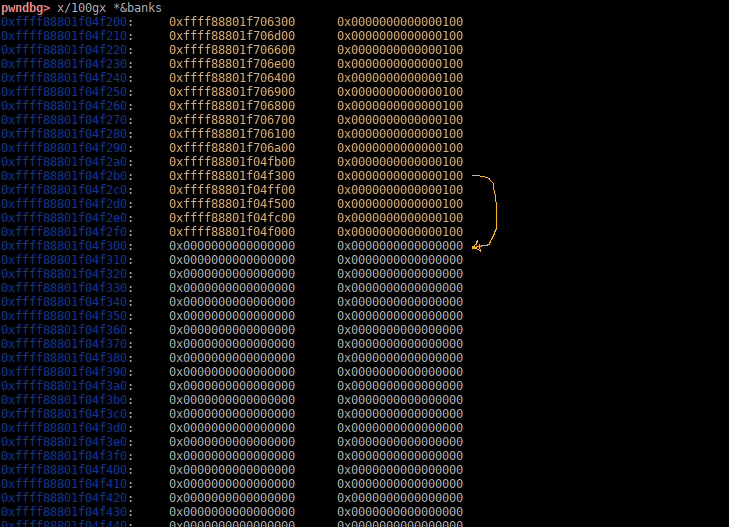 pwndbg> x/100gx *&banks
0xffff88801f04f200: 0xffff88801f706300 0x0000000000000100
0xffff88801f04f210: 0xffff88801f706d00 0x0000000000000100
0xffff88801f04f220: 0xffff88801f706600 0x0000000000000100
0xffff88801f04f230: 0xffff88801f706e00 0x0000000000000100
0xffff88801f04f240: 0xffff88801f706400 0x0000000000000100
0xffff88801f04f250: 0xffff88801f706900 0x0000000000000100
0xffff88801f04f260: 0xffff88801f706800 0x0000000000000100
0xffff88801f04f270: 0xffff88801f706700 0x0000000000000100
0xffff88801f04f280: 0xffff88801f706100 0x0000000000000100
0xffff88801f04f290: 0xffff88801f706a00 0x0000000000000100
0xffff88801f04f2a0: 0xffff88801f04fb00 0x0000000000000100
0xffff88801f04f2b0: 0xffff88801f04f300 0x0000000000000100
0xffff88801f04f2c0: 0xffff88801f04ff00 0x0000000000000100
0xffff88801f04f2d0: 0xffff88801f04f500 0x0000000000000100
0xffff88801f04f2e0: 0xffff88801f04fc00 0x0000000000000100
0xffff88801f04f2f0: 0xffff88801f04f000 0x0000000000000100
0xffff88801f04f300: 0x0000000000000000 0x0000000000000000
0xffff88801f04f310: 0x0000000000000000 0x0000000000000000
0xffff88801f04f320: 0x0000000000000000 0x0000000000000000
0xffff88801f04f330: 0x0000000000000000 0x0000000000000000
0xffff88801f04f340: 0x0000000000000000 0x0000000000000000
0xffff88801f04f350: 0x0000000000000000 0x0000000000000000
0xffff88801f04f360: 0x0000000000000000 0x0000000000000000
0xffff88801f04f370: 0x0000000000000000 0x0000000000000000
0xffff88801f04f380: 0x0000000000000000 0x0000000000000000
0xffff88801f04f390: 0x0000000000000000 0x0000000000000000
0xffff88801f04f3a0: 0x0000000000000000 0x0000000000000000
0xffff88801f04f3b0: 0x0000000000000000 0x0000000000000000
0xffff88801f04f3c0: 0x0000000000000000 0x0000000000000000
0xffff88801f04f3d0: 0x0000000000000000 0x0000000000000000
0xffff88801f04f3e0: 0x0000000000000000 0x0000000000000000
0xffff88801f04f3f0: 0x0000000000000000 0x0000000000000000
0xffff88801f04f400: 0x0000000000000000 0x0000000000000000
0xffff88801f04f410: 0x0000000000000000 0x0000000000000000
0xffff88801f04f420: 0x0000000000000000 0x0000000000000000
0xffff88801f04f430: 0x0000000000000000 0x0000000000000000
0xffff88801f04f440: 0x0000000000000000 0x0000000000000000